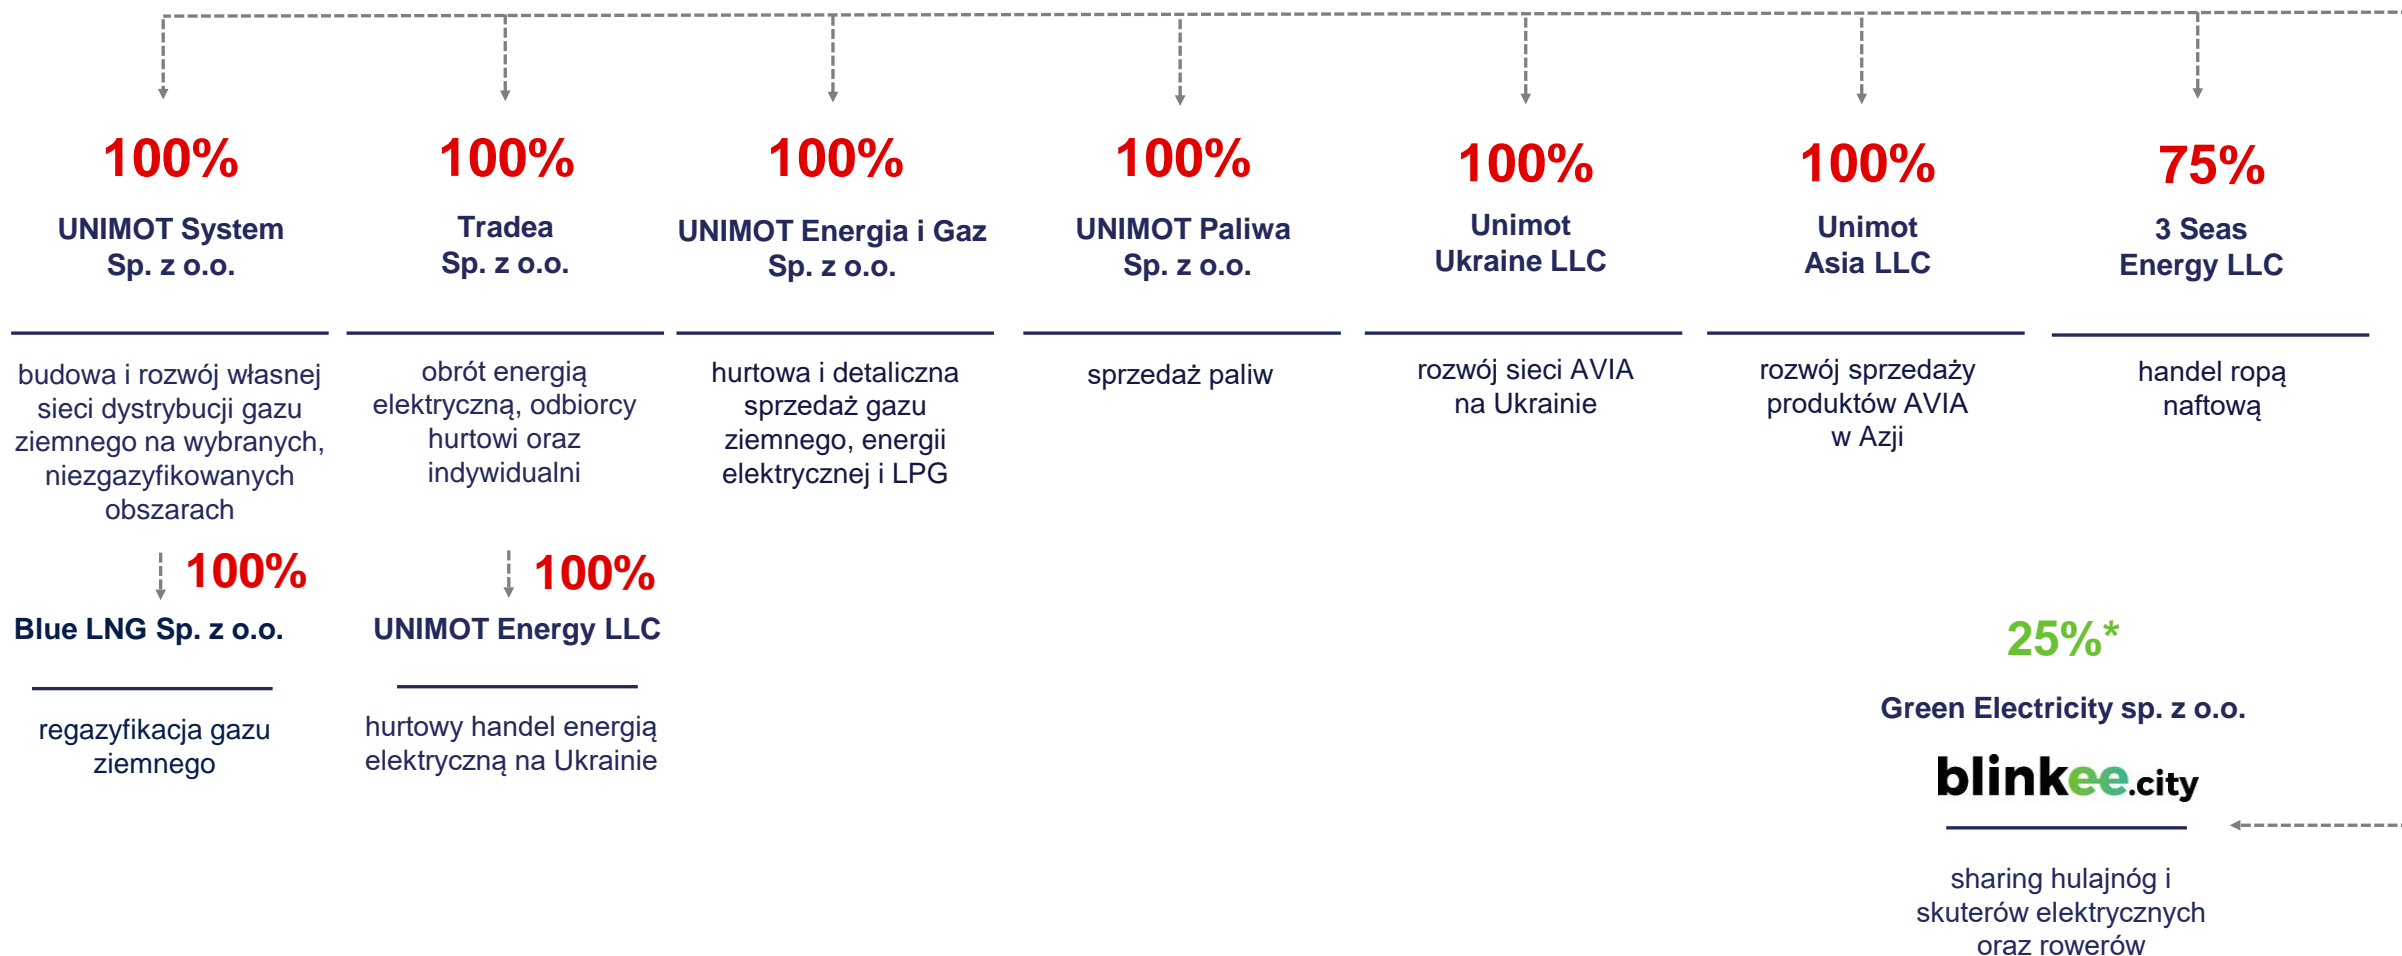 100%
UNIMOT System
Sp. z o.o.
budowa i rozwój własnej
sieci dystrybucji gazu
ziemnego na wybranych,
niezgazyfikowanych
obszarach
100%
Blue LNG Sp. z o.o.
regazyfikacja gazu
ziemnego
100%
Tradea
Sp. z o.o.
obrót energią
elektryczną, odbiorcy
hurtowi oraz
indywidualni
100%
UNIMOT Energy LLC
hurtowy handel energią
elektryczną na Ukrainie
100%
UNIMOT Energia i Gaz
Sp. z o.o.
hurtowa i detaliczna
sprzedaż gazu
ziemnego, energii
elektrycznej i LPG
100%
UNIMOT Paliwa
Sp. z o.o.
sprzedaż paliw
100%
Unimot
Ukraine LLC
rozwój sieci AVIA
na Ukrainie
100%
Unimot
Asia LLC
rozwój sprzedaży
produktów AVIA
w Azji
75%
3 Seas
Energy LLC
handel ropą
naftową
25%*
Green Electricity sp. z o.o.
blinkee.city
sharing hulajnóg i
skuterów elektrycznych
oraz rowerów